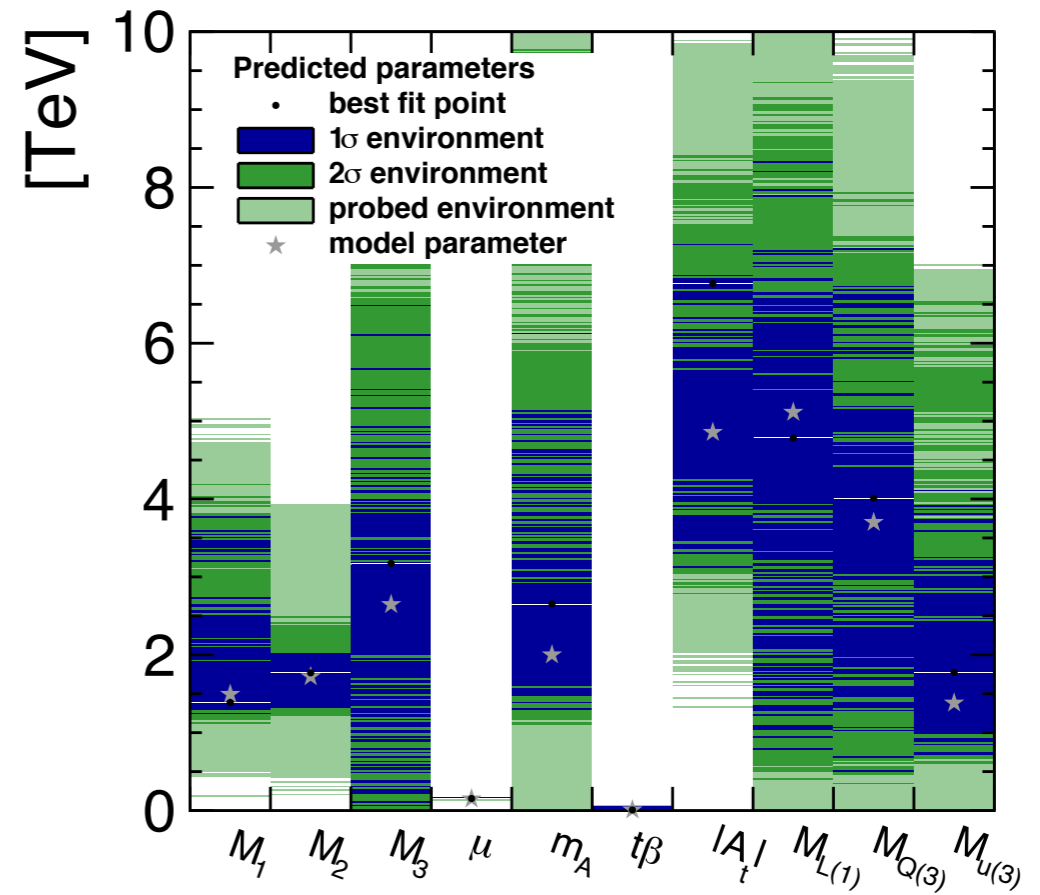 [TeV]
10
8
6
4
2
0
Predicted parameters
best fit point
1σ environment
2σ environment
probed environment
model parameter
M1 M2 M3 μ mA tβ |At| ML(1) MQ(3) Mu(3)